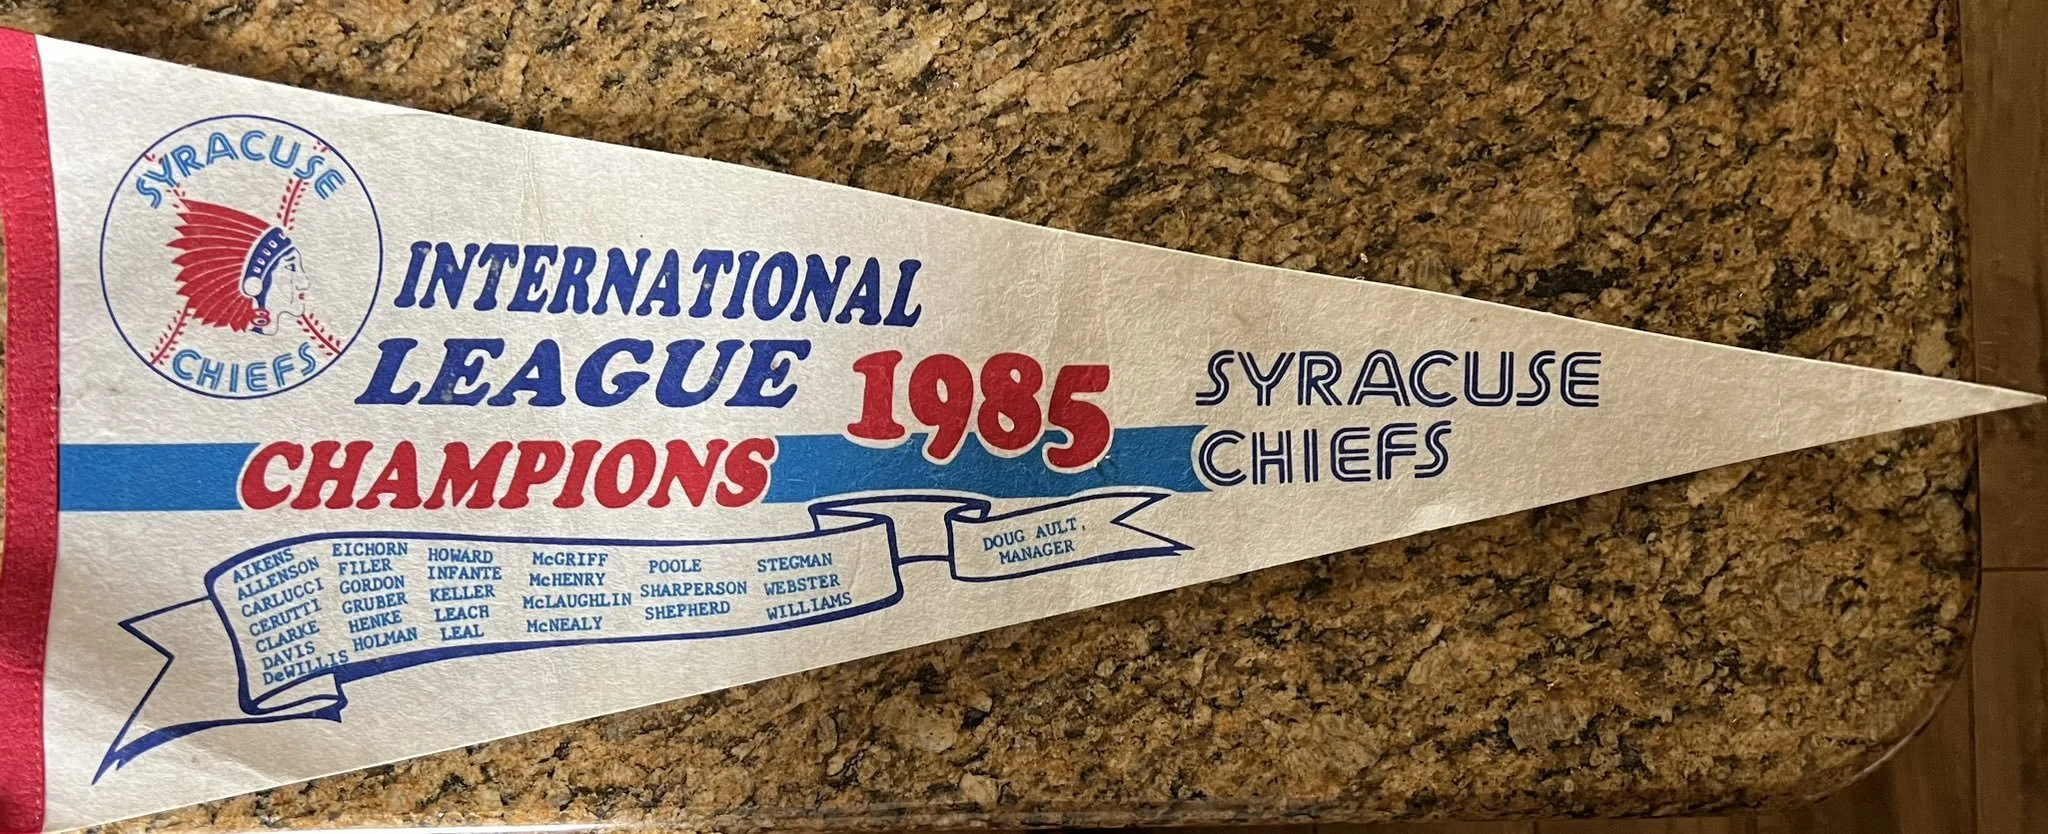 SYRACUSE
CHIEFS
INTERNATIONAL
LEAGUE
1985
CHAMPIONS
SYRACUSE
CHIEFS
AIKENS
ALLENSON
CARLUCCI
CERUTTI
CLARKE
DAVIS
DeWILLIS
EICHORN
FILER
GORDON
GRUBER
HENKE
HOLMAN
HOWARD
INFANTE
KELLER
LEACH
LEAL
McGRIFF
McHENRY
McLAUGHLIN
McNEALY
POOLE
SHARPERSON
SHEPHERD
STEGMAN
WEBSTER
WILLIAMS
DOUG AULT,
MANAGER